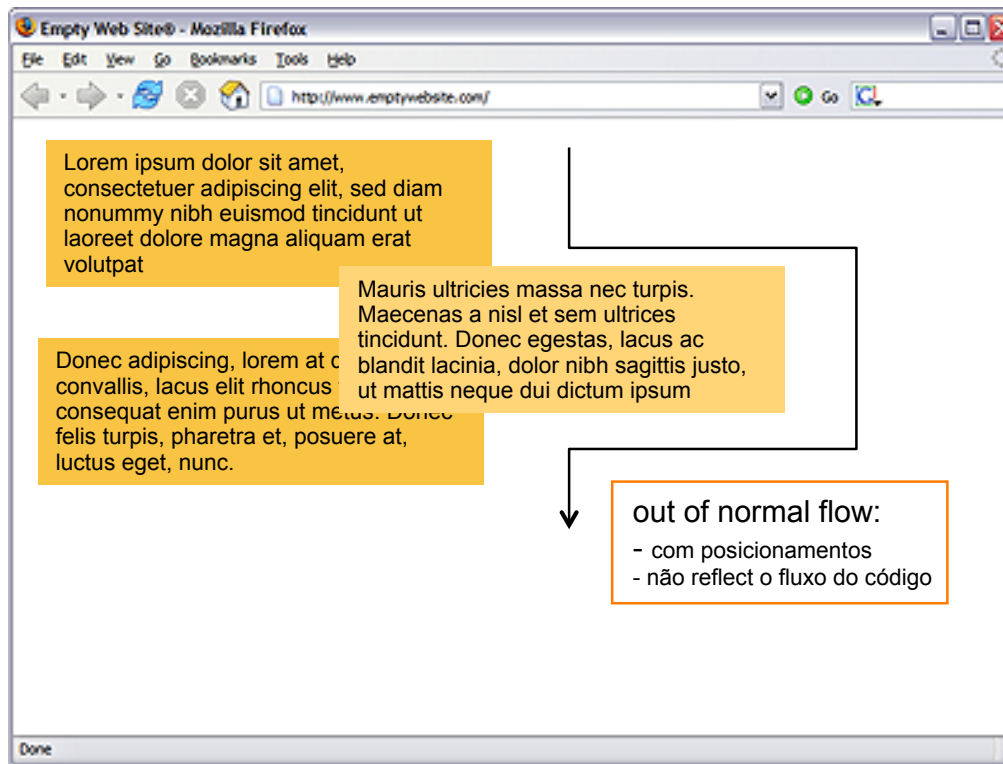 Empty Web Site® - Mozilla Firefox
File Edit View Go Bookmarks Tools Help
http://www.emptywebsite.com/ Go
Lorem ipsum dolor sit amet,
consectetuer adipiscing elit, sed diam
nonummy nibh euismod tincidunt ut
laoreet dolore magna aliquam erat
volutpat
Mauris ultricies massa nec turpis.
Maecenas a nisl et sem ultrices
tincidunt. Donec egestas, lacus ac
blandit lacinia, dolor nibh sagittis justo,
ut mattis neque dui dictum ipsum
Donec adipiscing, lorem at
convallis, lacus elit rhoncus
consequat enim purus ut metus. Donec
felis turpis, pharetra et, posuere at,
luctus eget, nunc.
out of normal flow:
- com posicionamentos
- não reflect o fluxo do código
Done